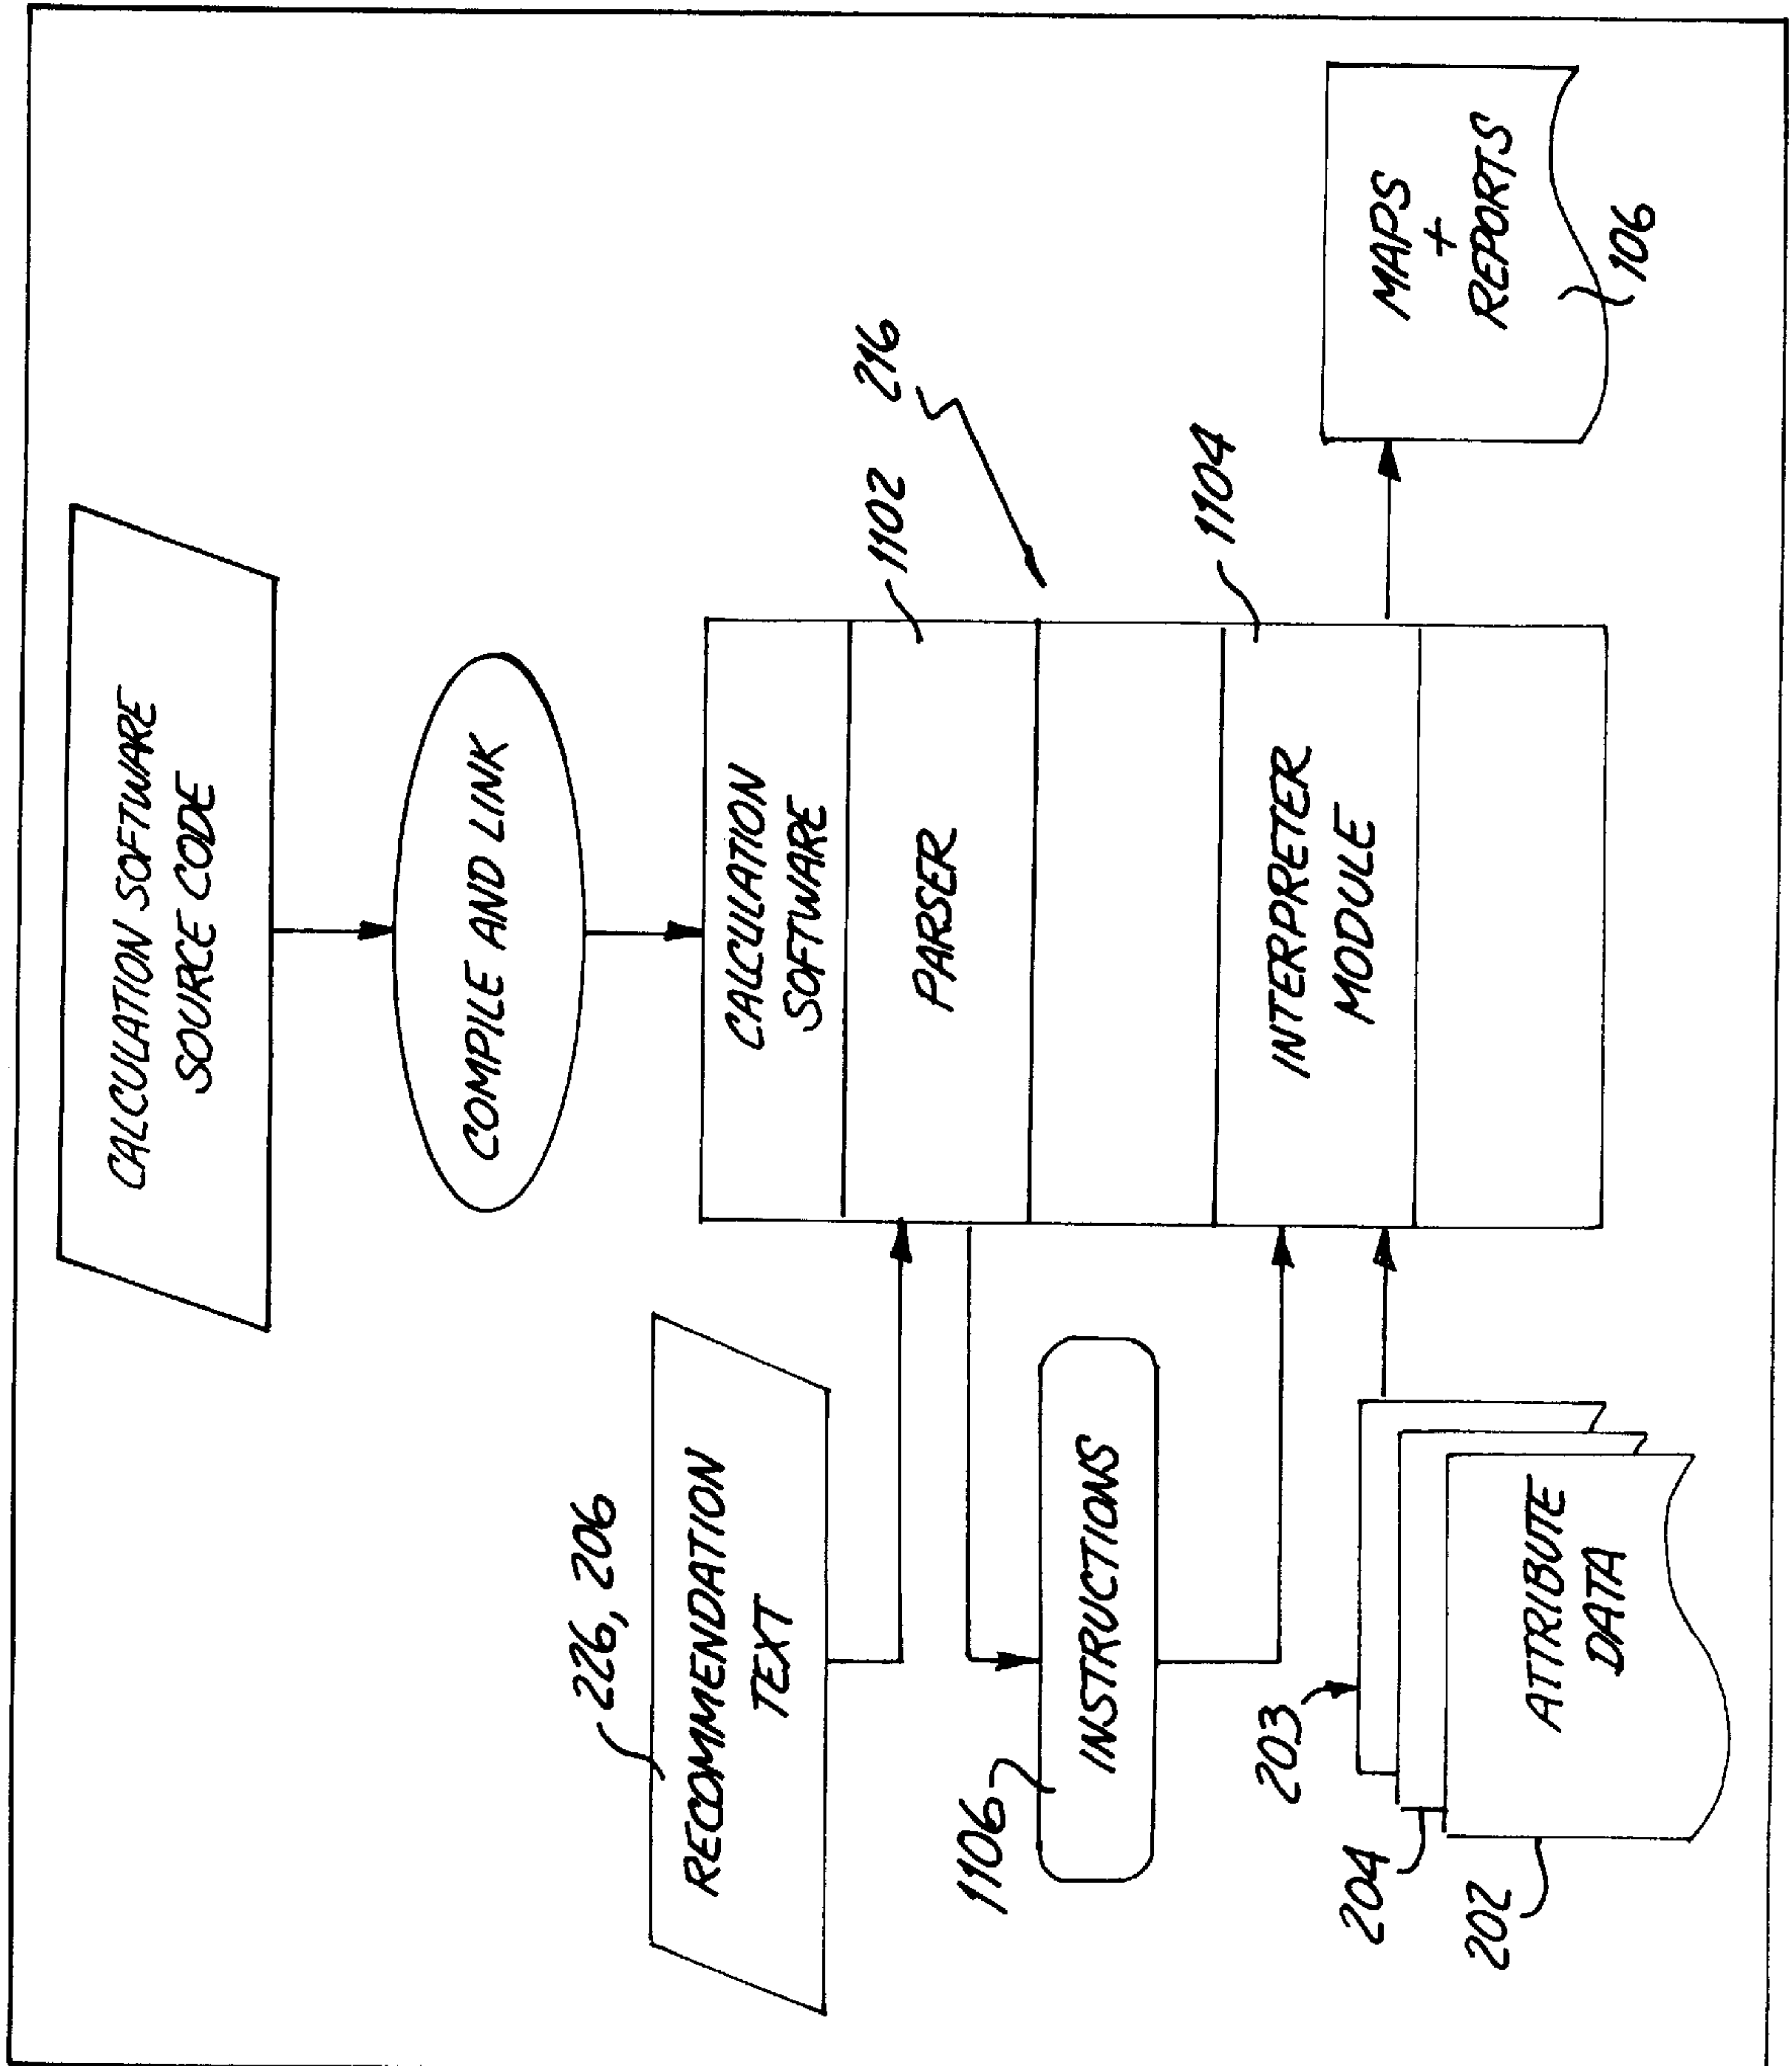 CALCULATION SOFTWARE
SOURCE CODE
COMPILE AND LINK
226, 206
RECOMMENDATION
TEXT
CALCULATION
SOFTWARE
216
1102
PARSER
1106
INSTRUCTIONS
1104
INTERPRETER
MODULE
203
204
202
ATTRIBUTE
DATA
MAPS
+
REPORTS
106